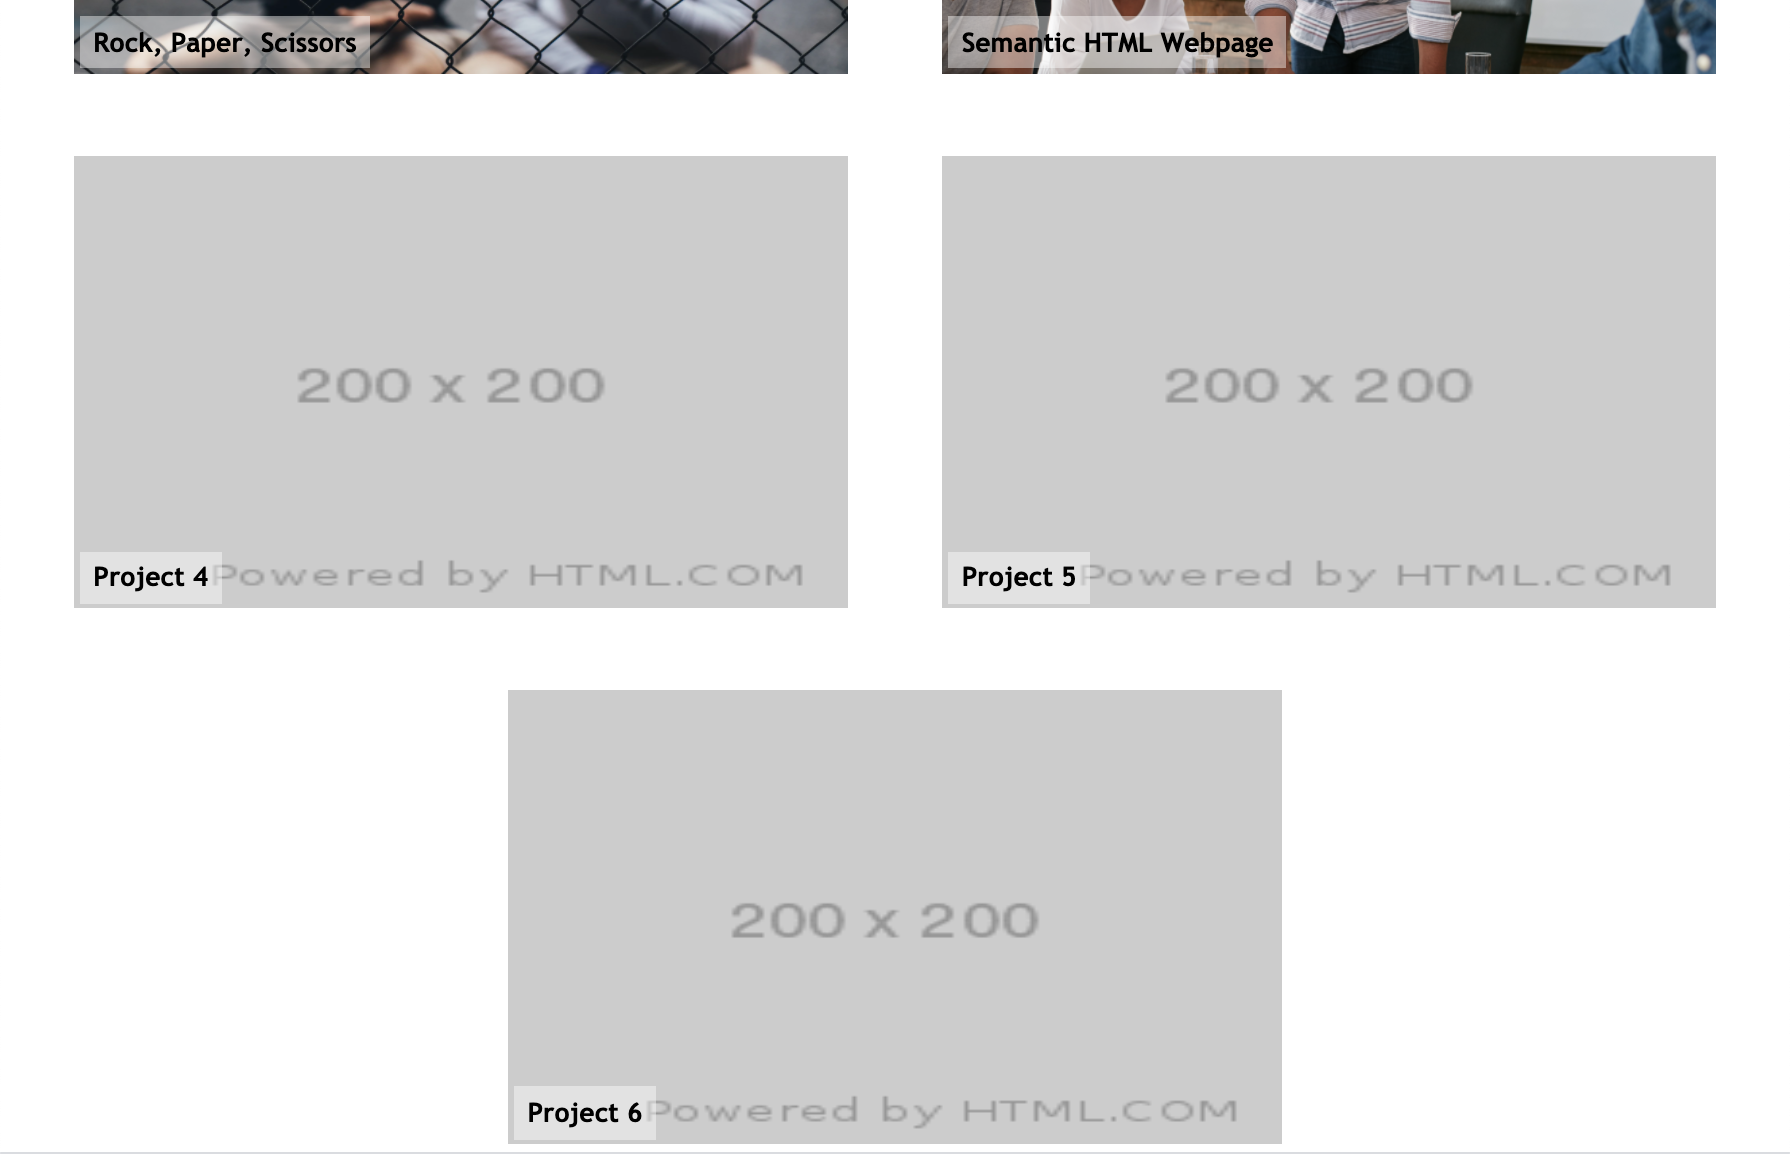 Rock, Paper, Scissors
Semantic HTML Webpage
200 x 200
Project 4
Powered by HTML.COM
200 x 200
Project 5
Powered by HTML.COM
200 x 200
Project 6
Powered by HTML.COM